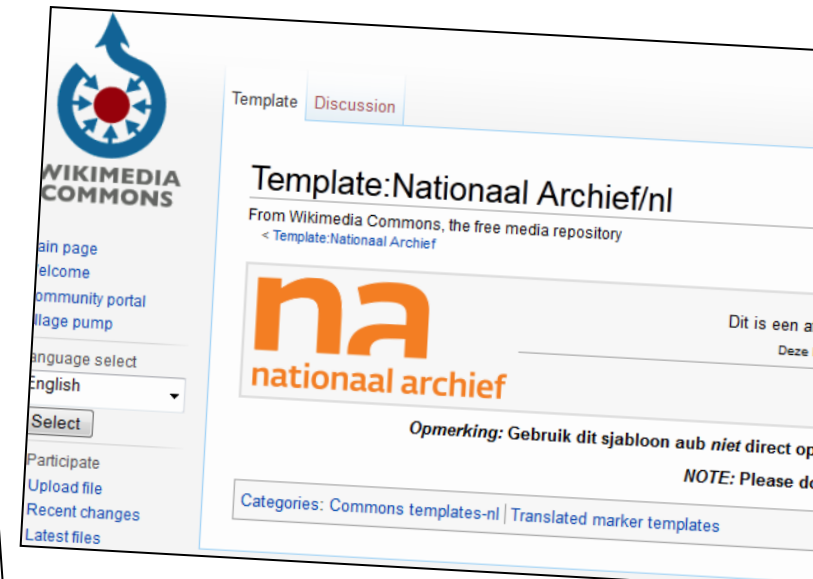 WIKIMEDIA
COMMONS
ain page
elcome
ommunity portal
llage pump
anguage select
English
Select
Participate
Upload file
Recent changes
Latest files
Template Discussion
Template:Nationaal Archief/nl
From Wikimedia Commons, the free media repository
< Template:Nationaal Archief
na
nationaal archief
Dit is een a
Deze
Opmerking: Gebruik dit sjabloon aub niet direct op
NOTE: Please do
Categories: Commons templates-nl | Translated marker templates